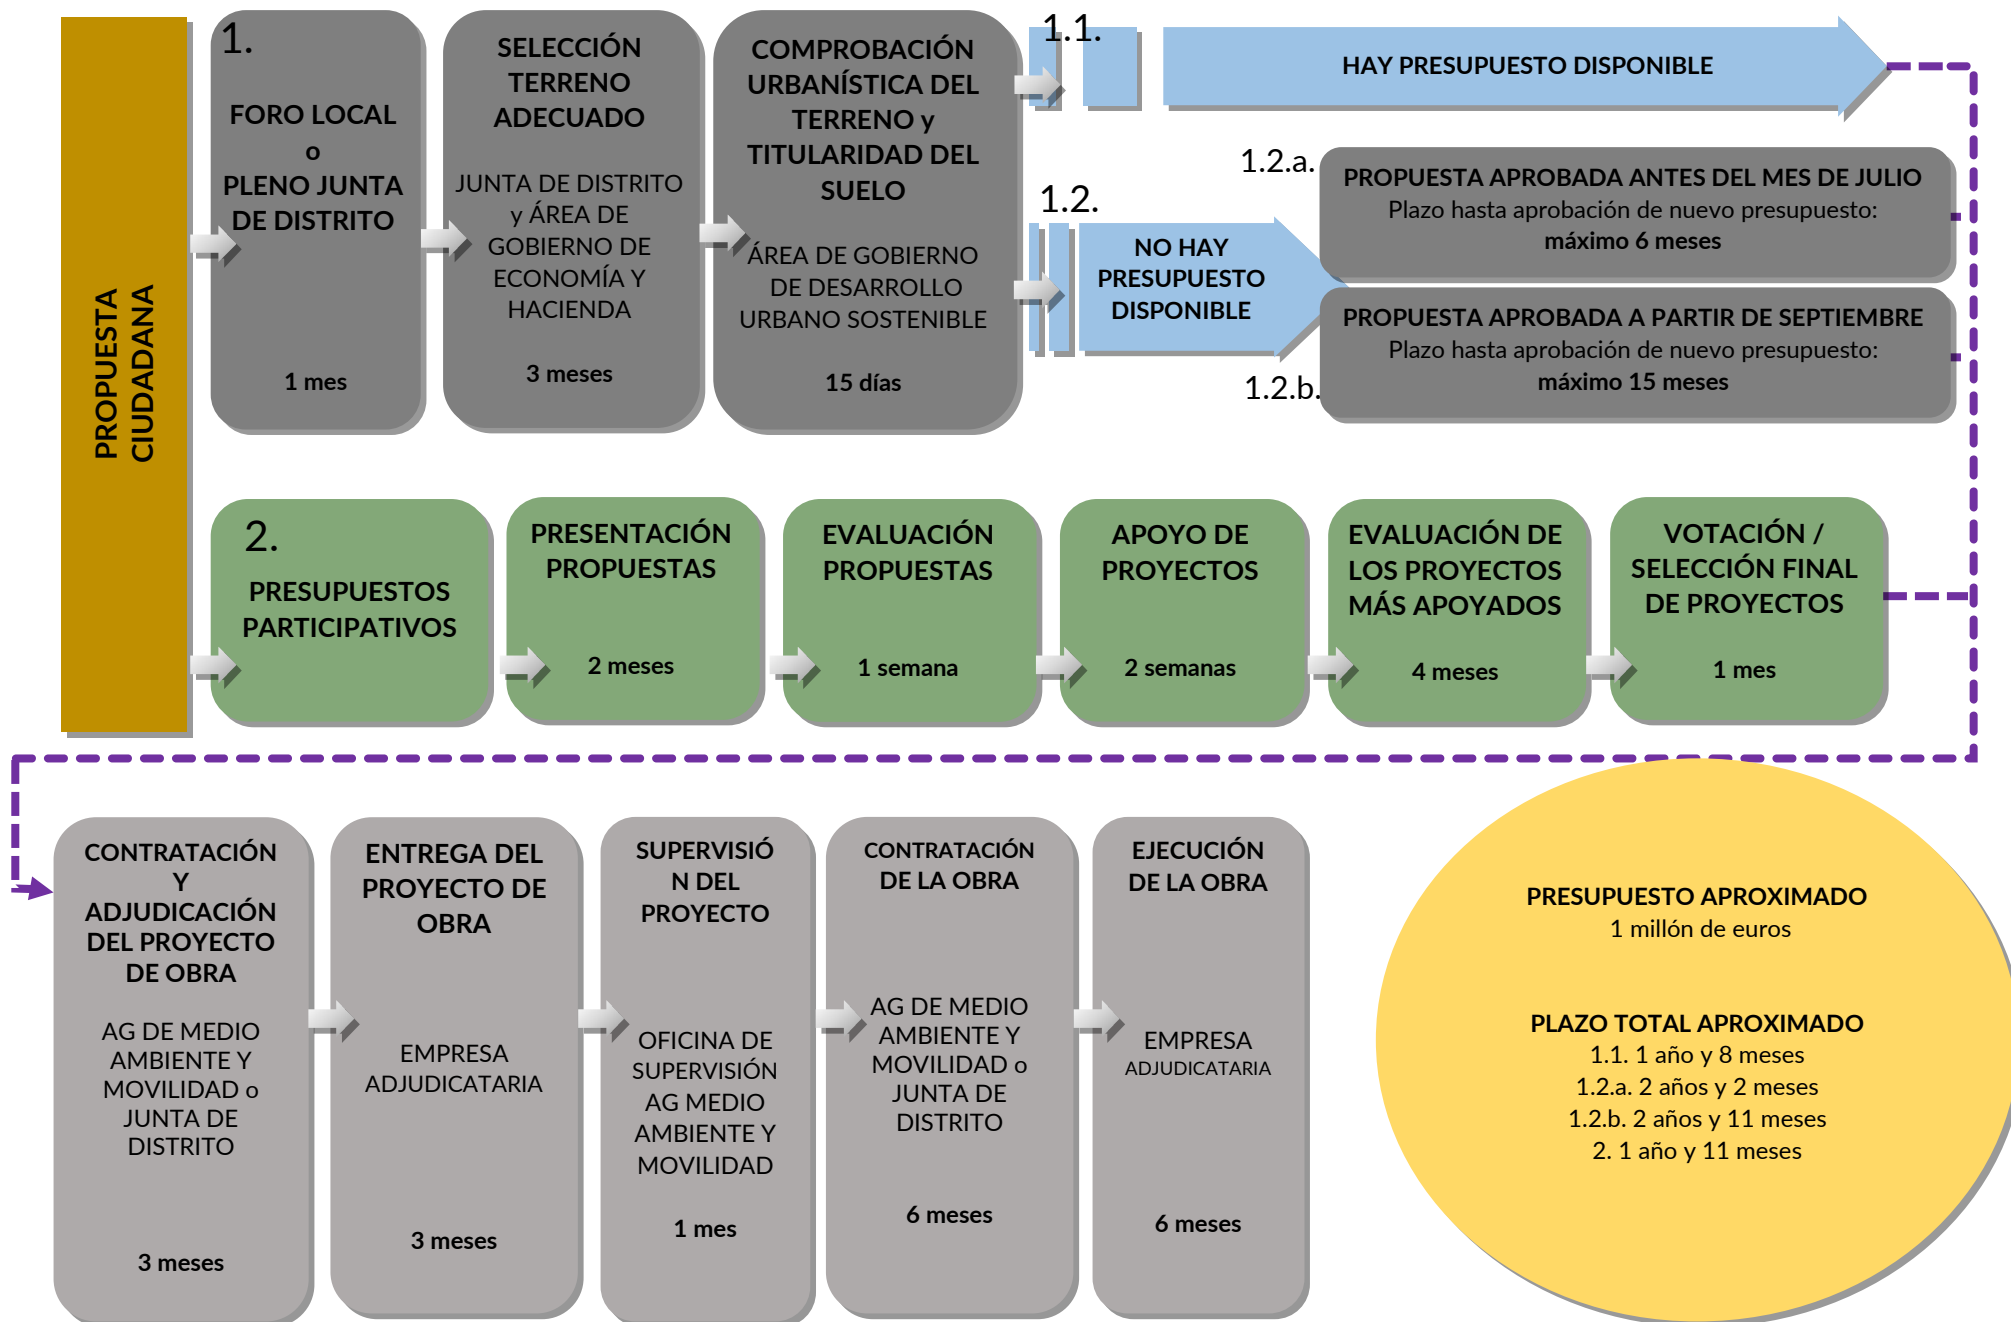 PROPUESTA
CIUDADANA
1.
FORO LOCAL
o
PLENO JUNTA
DE DISTRITO
1 mes
SELECCIÓN
TERRENO
ADECUADO
JUNTA DE DISTRITO
y ÁREA DE
GOBIERNO DE
ECONOMÍA Y
HACIENDA
3 meses
COMPROBACIÓN
URBANÍSTICA DEL
TERRENO y
TITULARIDAD DEL
SUELO
ÁREA DE GOBIERNO
DE DESARROLLO
URBANO SOSTENIBLE
15 días
1.1.
HAY PRESUPUESTO DISPONIBLE
1.2.
NO HAY
PRESUPUESTO
DISPONIBLE
1.2.a.
PROPUESTA APROBADA ANTES DEL MES DE JULIO
Plazo hasta aprobación de nuevo presupuesto:
máximo 6 meses
1.2.b.
PROPUESTA APROBADA A PARTIR DE SEPTIEMBRE
Plazo hasta aprobación de nuevo presupuesto:
máximo 15 meses
2.
PRESUPUESTOS
PARTICIPATIVOS
PRESENTACIÓN
PROPUESTAS
2 meses
EVALUACIÓN
PROPUESTAS
1 semana
APOYO DE
PROYECTOS
2 semanas
EVALUACIÓN DE
LOS PROYECTOS
MÁS APOYADOS
4 meses
VOTACIÓN /
SELECCIÓN FINAL
DE PROYECTOS
1 mes
CONTRATACIÓN
Y
ADJUDICACIÓN
DEL PROYECTO
DE OBRA
AG DE MEDIO
AMBIENTE Y
MOVILIDAD o
JUNTA DE
DISTRITO
3 meses
ENTREGA DEL
PROYECTO DE
OBRA
EMPRESA
ADJUDICATARIA
3 meses
SUPERVISIÓ
N DEL
PROYECTO
OFICINA DE
SUPERVISIÓN
AG MEDIO
AMBIENTE Y
MOVILIDAD
1 mes
CONTRATACIÓN
DE LA OBRA
AG DE MEDIO
AMBIENTE Y
MOVILIDAD o
JUNTA DE
DISTRITO
6 meses
EJECUCIÓN
DE LA OBRA
EMPRESA
ADJUDICATARIA
6 meses
PRESUPUESTO APROXIMADO
1 millón de euros
PLAZO TOTAL APROXIMADO
1.1. 1 año y 8 meses
1.2.a. 2 años y 2 meses
1.2.b. 2 años y 11 meses
2. 1 año y 11 meses